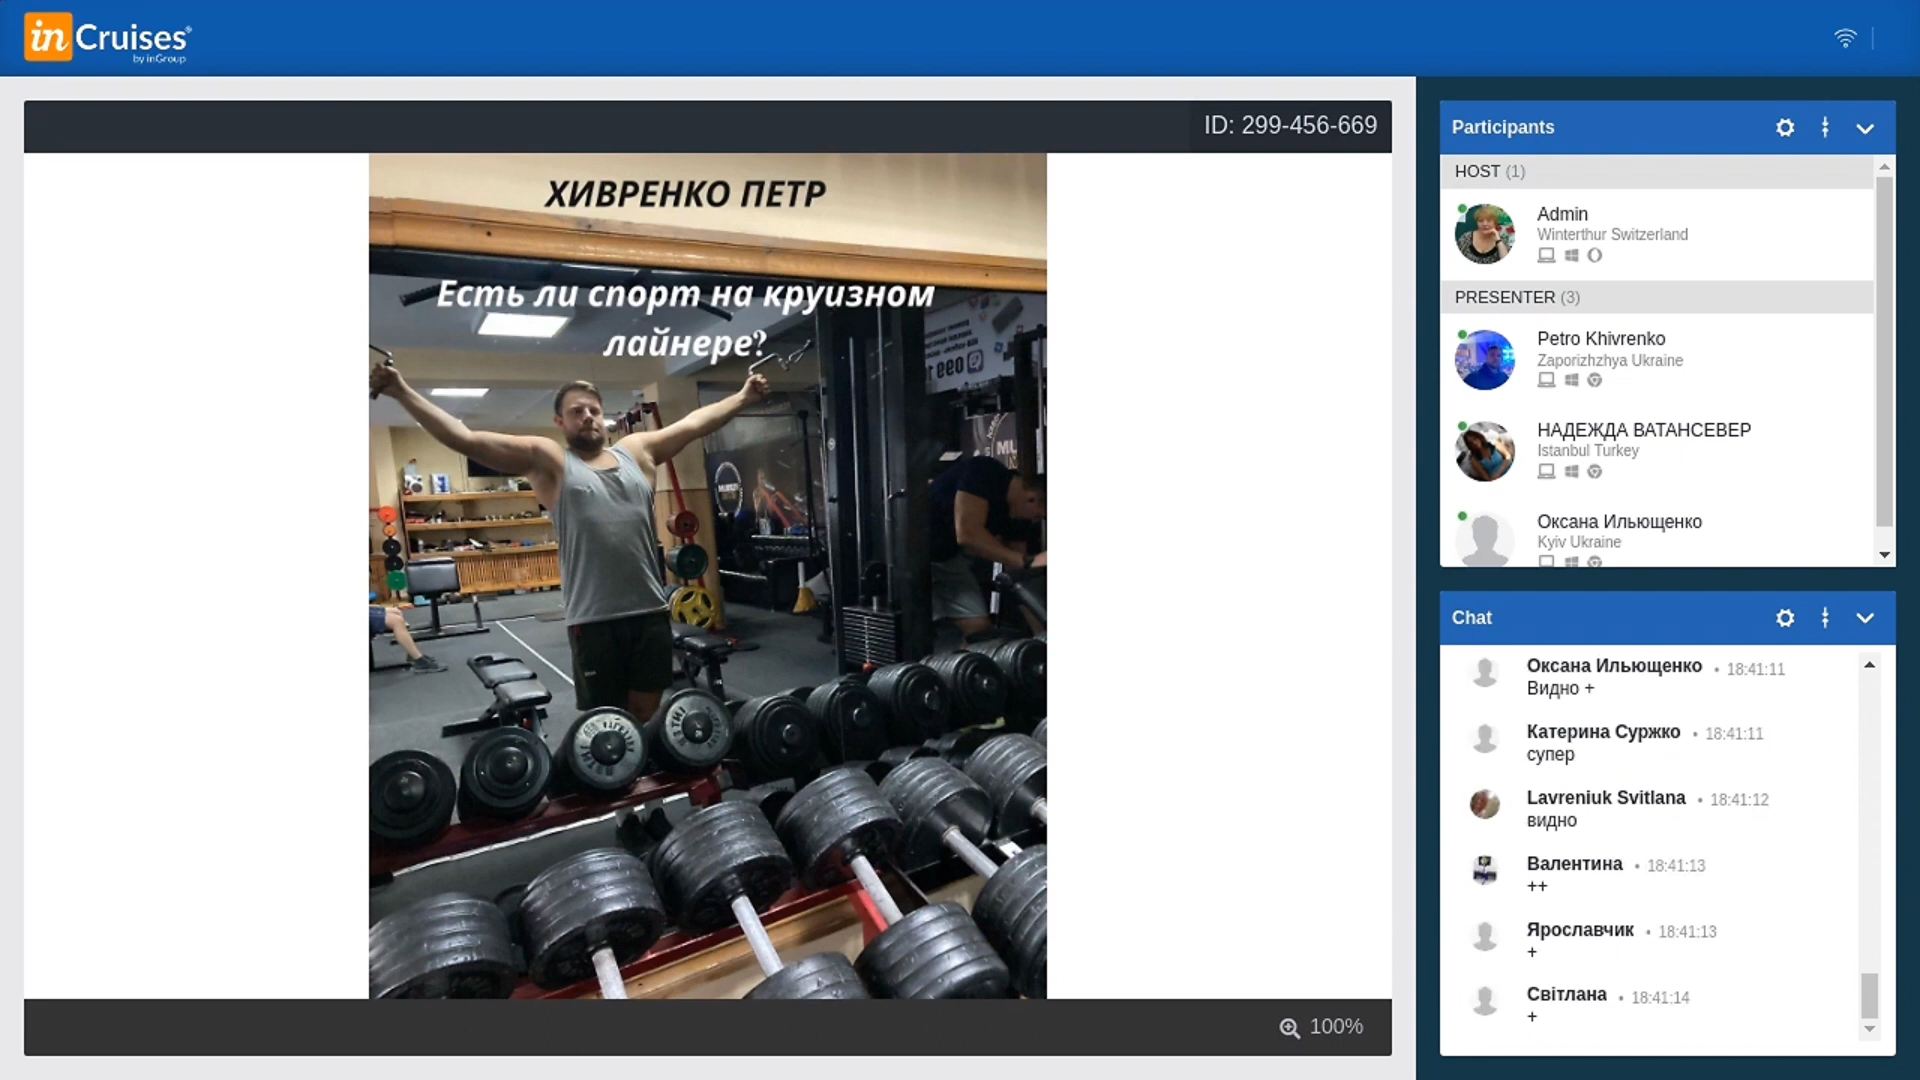 in Cruises®
by inGroup
ID: 299-456-669
ХИВРЕНКО ПЕТР
Есть ли спорт на круизном
лайнере?
099
100%
Participants
HOST (1)
Admin
Winterthur Switzerland
PRESENTER (3)
Petro Khivrenko
Zaporizhzhya Ukraine
НАДЕЖДА ВАТАНСЕВЕР
Istanbul Turkey
Оксана Ильющенко
Kyiv Ukraine
Chat
Оксана Ильющенко • 18:41:11
Видно +
Катерина Суржко • 18:41:11
супер
Lavreniuk Svitlana • 18:41:12
видно
Валентина • 18:41:13
++
Ярославчик • 18:41:13
+
Світлана • 18:41:14
+